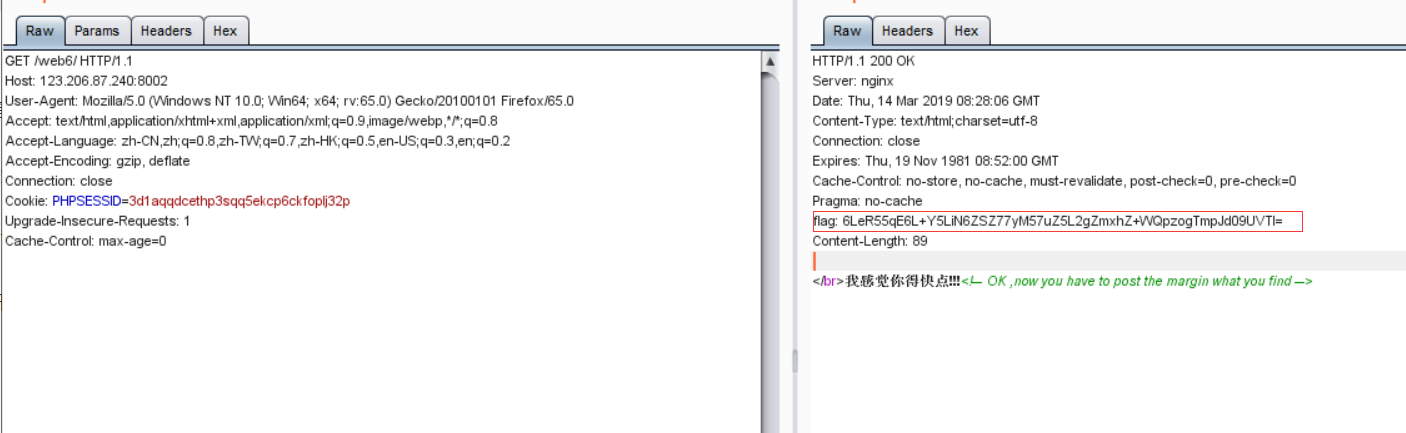 Raw Params Headers Hex
GET /web6/ HTTP/1.1
Host: 123.206.87.240:8002
User-Agent: Mozilla/5.0 (Windows NT 10.0; Win64; x64; rv:65.0) Gecko/20100101 Firefox/65.0
Accept: text/html,application/xhtml+xml,application/xml;q=0.9,image/webp,*/*;q=0.8
Accept-Language: zh-CN,zh;q=0.8,zh-TW;q=0.7,zh-HK;q=0.5,en-US;q=0.3,en;q=0.2
Accept-Encoding: gzip, deflate
Connection: close
Cookie: PHPSESSID=3d1aqqdcethp3sqq5ekcp6ckfoplj32p
Upgrade-Insecure-Requests: 1
Cache-Control: max-age=0
Raw Headers Hex
HTTP/1.1 200 OK
Server: nginx
Date: Thu, 14 Mar 2019 08:28:06 GMT
Content-Type: text/html;charset=utf-8
Connection: close
Expires: Thu, 19 Nov 1981 08:52:00 GMT
Cache-Control: no-store, no-cache, must-revalidate, post-check=0, pre-check=0
Pragma: no-cache
flag: 6LeR55qE6L+Y5LiN6ZSZ77yM57uZ5L2gZmxhZ+WQpzogTmpJd09UVTI=
Content-Length: 89
</br>我感觉你得快点!!!<!-- OK ,now you have to post the margin what you find -->